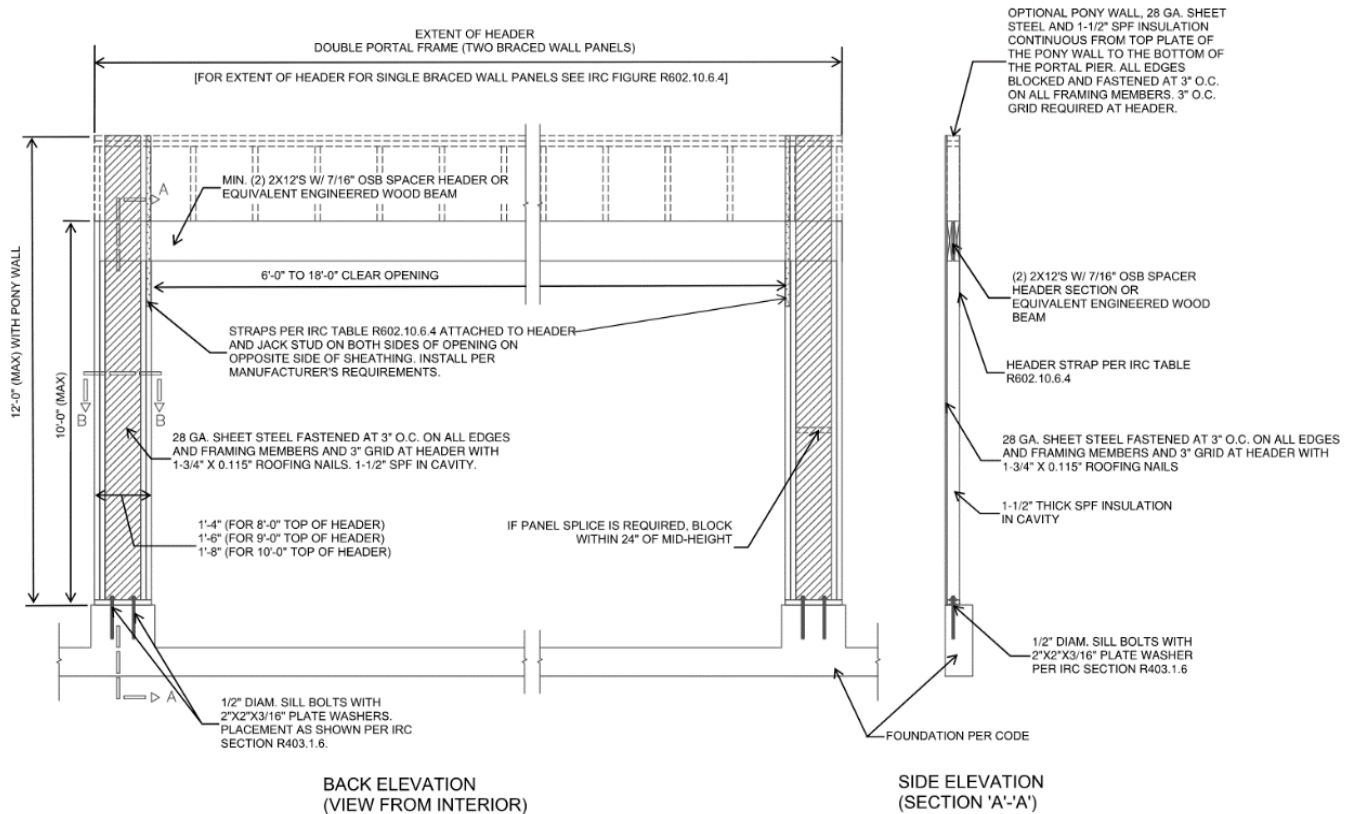 EXTENT OF HEADER
DOUBLE PORTAL FRAME (TWO BRACED WALL PANELS)
[FOR EXTENT OF HEADER FOR SINGLE BRACED WALL PANELS SEE IRC FIGURE R602.10.6.4]
OPTIONAL PONY WALL, 28 GA. SHEET
STEEL AND 1-1/2" SPF INSULATION
CONTINUOUS FROM TOP PLATE OF
THE PONY WALL TO THE BOTTOM OF
THE PORTAL PIER. ALL EDGES
BLOCKED AND FASTENED AT 3" O.C.
ON ALL FRAMING MEMBERS. 3" O.C.
GRID REQUIRED AT HEADER.
A
MIN. (2) 2X12'S W/ 7/16" OSB SPACER HEADER OR
EQUIVALENT ENGINEERED WOOD BEAM
12'-0" (MAX) WITH PONY WALL
10'-0" (MAX)
6'-0" TO 18'-0" CLEAR OPENING
(2) 2X12'S W/ 7/16" OSB SPACER
HEADER SECTION OR
EQUIVALENT ENGINEERED WOOD
BEAM
STRAPS PER IRC TABLE R602.10.6.4 ATTACHED TO HEADER
AND JACK STUD ON BOTH SIDES OF OPENING ON
OPPOSITE SIDE OF SHEATHING. INSTALL PER
MANUFACTURER'S REQUIREMENTS.
HEADER STRAP PER IRC TABLE
R602.10.6.4
B
B
28 GA. SHEET STEEL FASTENED AT 3" O.C. ON ALL EDGES
AND FRAMING MEMBERS AND 3" GRID AT HEADER WITH
1-3/4" X 0.115" ROOFING NAILS. 1-1/2" SPF IN CAVITY.
28 GA. SHEET STEEL FASTENED AT 3" O.C. ON ALL EDGES
AND FRAMING MEMBERS AND 3" GRID AT HEADER WITH
1-3/4" X 0.115" ROOFING NAILS
1-1/2" THICK SPF INSULATION
IN CAVITY
1'-4" (FOR 8'-0" TOP OF HEADER)
1'-6" (FOR 9'-0" TOP OF HEADER)
1'-8" (FOR 10'-0" TOP OF HEADER)
IF PANEL SPLICE IS REQUIRED, BLOCK
WITHIN 24" OF MID-HEIGHT
1/2" DIAM. SILL BOLTS WITH
2"X2"X3/16" PLATE WASHER
PER IRC SECTION R403.1.6
A
1/2" DIAM. SILL BOLTS WITH
2"X2"X3/16" PLATE WASHERS.
PLACEMENT AS SHOWN PER IRC
SECTION R403.1.6.
FOUNDATION PER CODE
BACK ELEVATION
(VIEW FROM INTERIOR)
SIDE ELEVATION
(SECTION 'A'-'A')